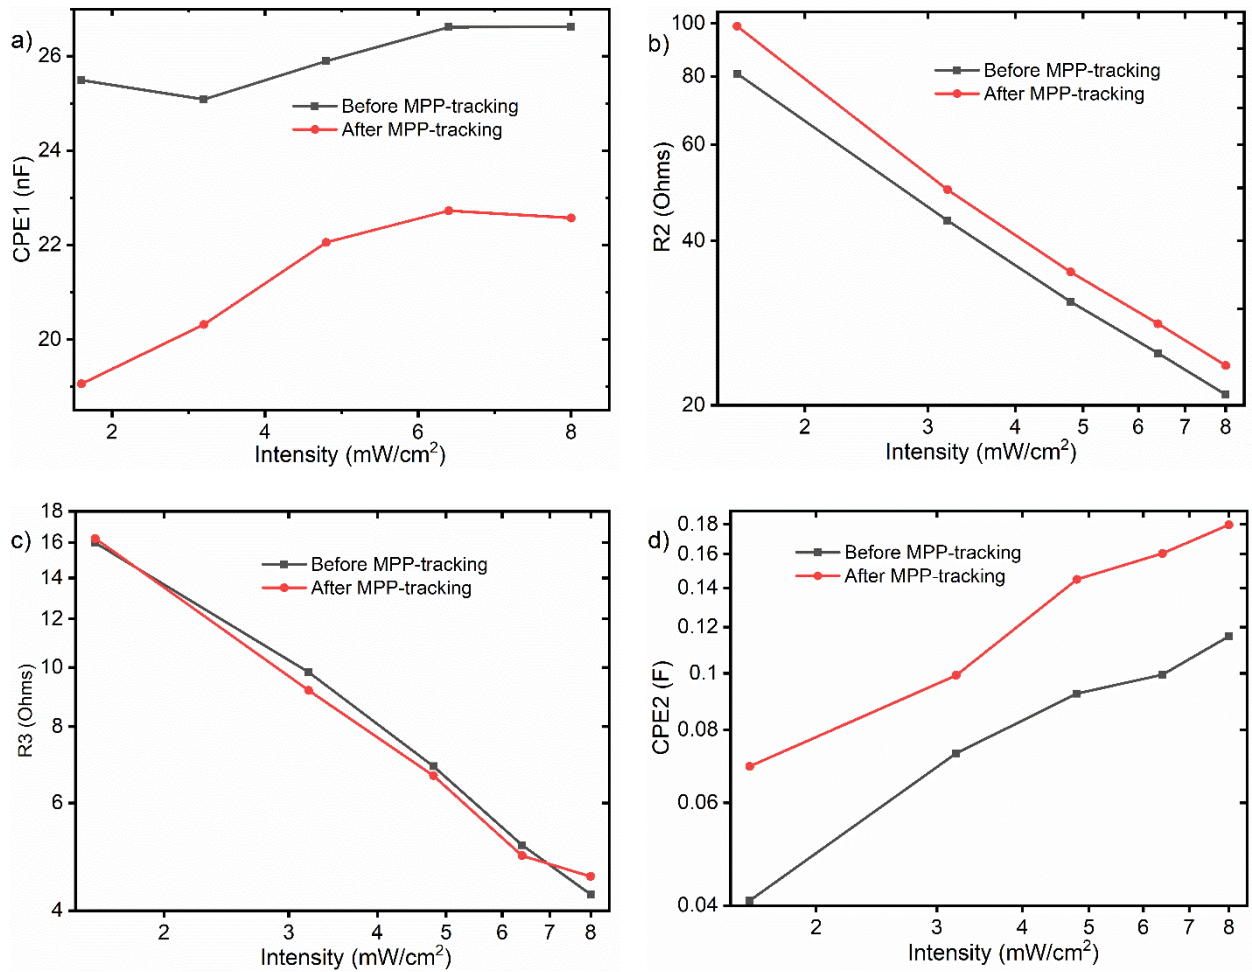 a)
CPE1 (nF)
26
24
22
20
Before MPP-tracking
After MPP-tracking
2 4 6 8
Intensity (mW/cm²)
b)
R2 (Ohms)
100
80
60
40
20
Before MPP-tracking
After MPP-tracking
2 3 4 5 6 7 8
Intensity (mW/cm²)
c)
R3 (Ohms)
18
16
14
12
10
8
6
4
Before MPP-tracking
After MPP-tracking
2 3 4 5 6 7 8
Intensity (mW/cm²)
d)
CPE2 (F)
0.18
0.16
0.14
0.12
0.1
0.08
0.06
0.04
Before MPP-tracking
After MPP-tracking
2 3 4 5 6 7 8
Intensity (mW/cm²)